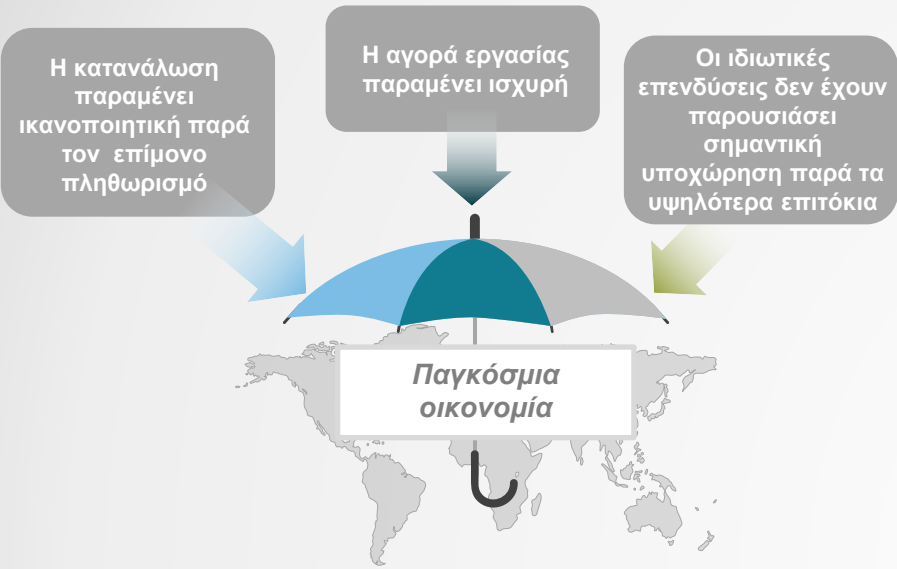 Η κατανάλωση
παραμένει
ικανοποιητική παρά
τον επίμονο
πληθωρισμό
Η αγορά εργασίας
παραμένει ισχυρή
Οι ιδιωτικές
επενδύσεις δεν έχουν
παρουσιάσει
σημαντική
υποχώρηση παρά τα
υψηλότερα επιτόκια
Παγκόσμια
οικονομία